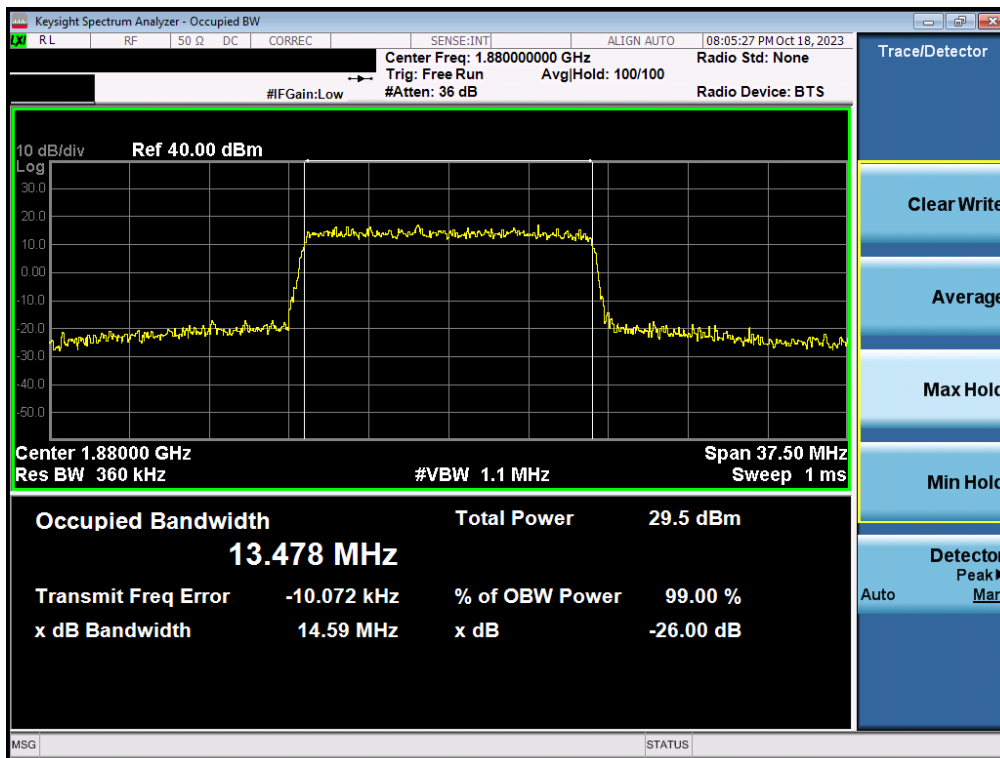 Keysight Spectrum Analyzer - Occupied BW
LXI RL RF 50 Ω DC CORREC SENSE:INT ALIGN AUTO 08:05:27 PM Oct 18, 2023
Center Freq: 1.880000000 GHz Radio Std: None
Trig: Free Run Avg|Hold: 100/100
#IFGain:Low #Atten: 36 dB Radio Device: BTS
10 dB/div Ref 40.00 dBm
Log
30.0
20.0
10.0
0.00
-10.0
-20.0
-30.0
-40.0
-50.0
Center 1.88000 GHz Span 37.50 MHz
Res BW 360 kHz #VBW 1.1 MHz Sweep 1 ms
Occupied Bandwidth Total Power 29.5 dBm
13.478 MHz
Transmit Freq Error -10.072 kHz % of OBW Power 99.00 %
x dB Bandwidth 14.59 MHz x dB -26.00 dB
MSG STATUS
Trace/Detector
Clear Write
Average
Max Hold
Min Hold
Detector
Peak
Auto Man